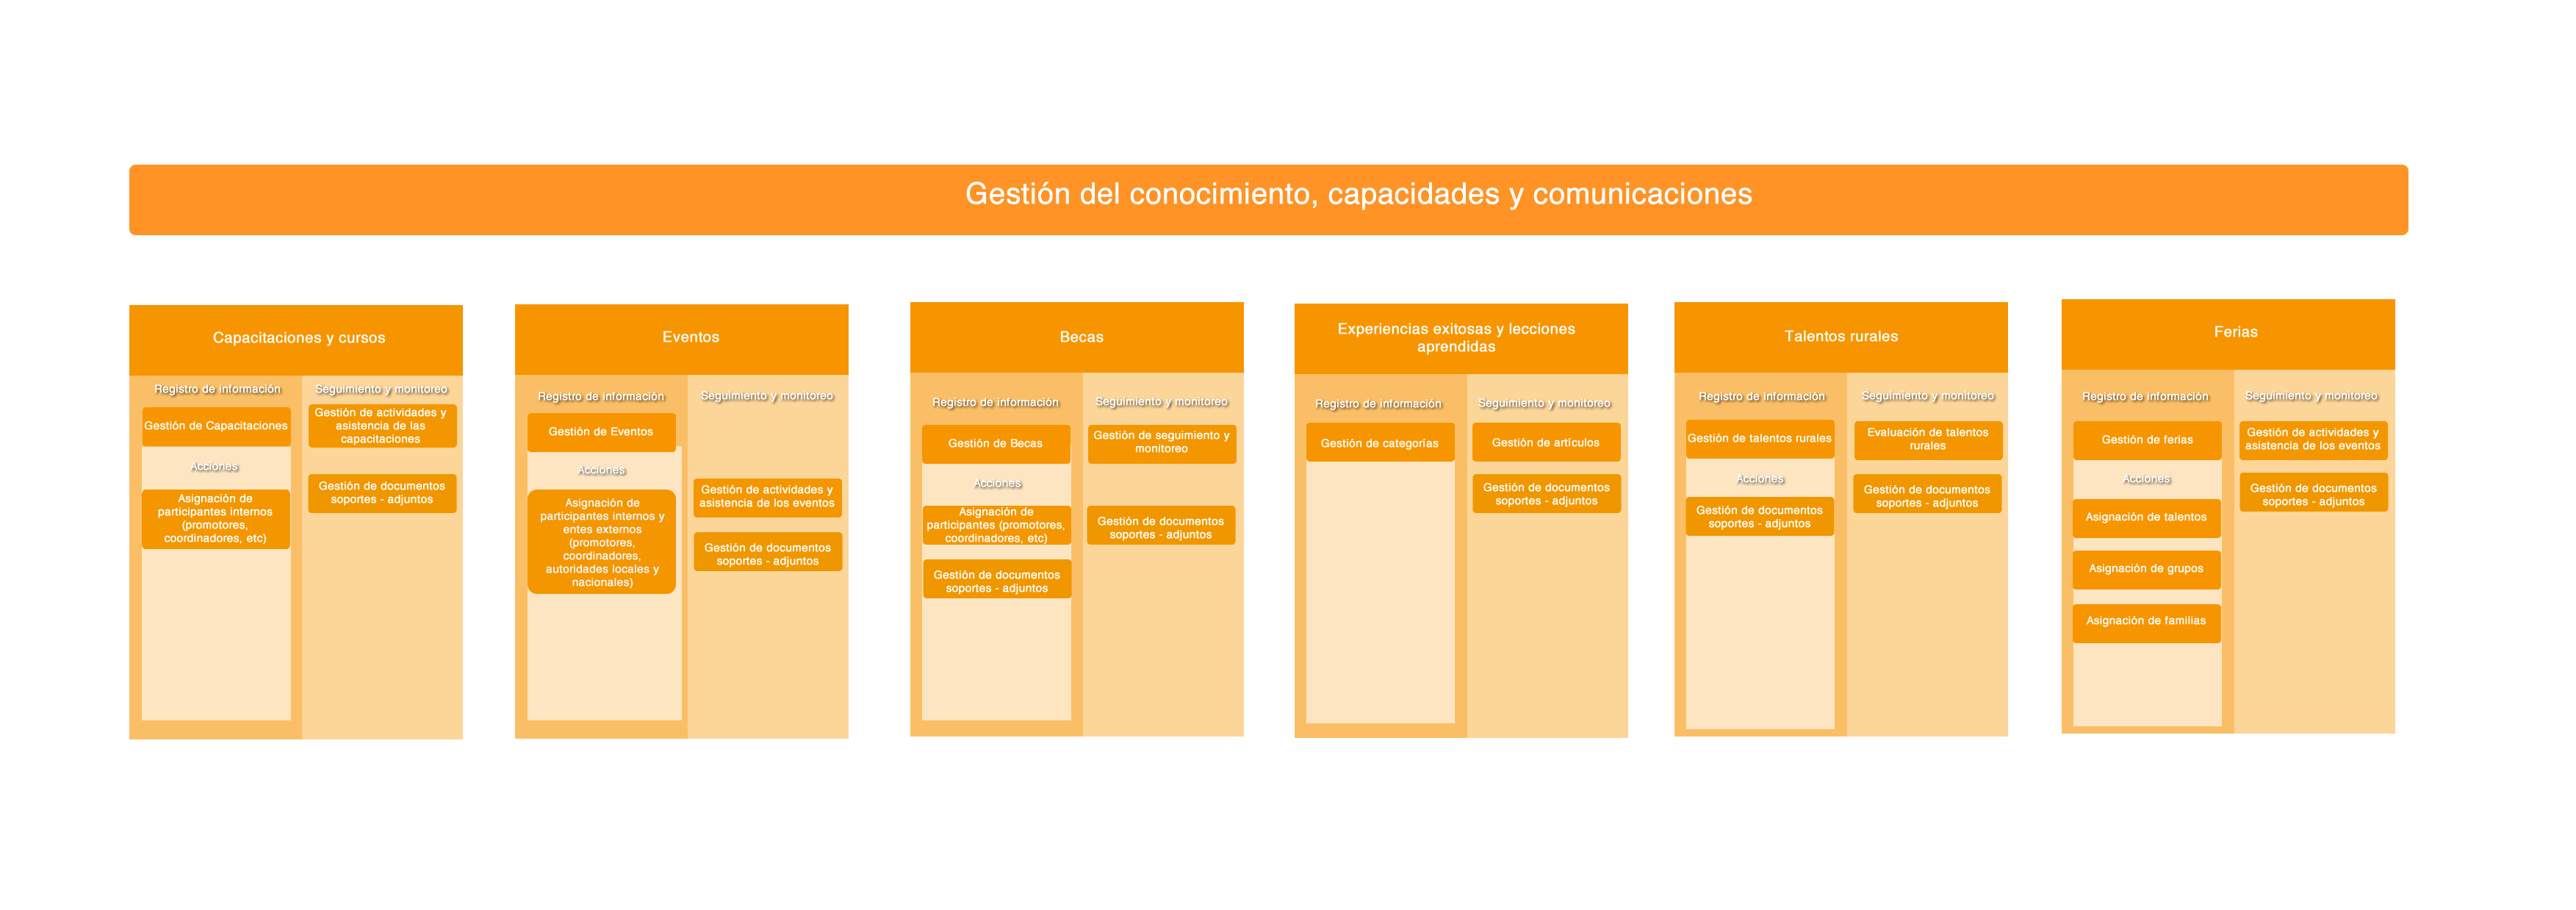 Gestión del conocimiento, capacidades y comunicaciones
Capacitaciones y cursos
Registro de información
Gestión de Capacitaciones
Acciones
Asignación de
participantes internos
(promotores,
coordinadores, etc)
Seguimiento y monitoreo
Gestión de actividades y
asistencia de las
capacitaciones
Gestión de documentos
soportes - adjuntos
Eventos
Registro de información
Gestión de Eventos
Acciones
Asignación de
participantes internos y
entes externos
(promotores,
coordinadores,
autoridades locales y
nacionales)
Seguimiento y monitoreo
Gestión de actividades y
asistencia de los eventos
Gestión de documentos
soportes - adjuntos
Becas
Registro de información
Gestión de Becas
Acciones
Asignación de
participantes (promotores,
coordinadores, etc)
Gestión de documentos
soportes - adjuntos
Seguimiento y monitoreo
Gestión de seguimiento y
monitoreo
Gestión de documentos
soportes - adjuntos
Experiencias exitosas y lecciones
aprendidas
Registro de información
Gestión de categorías
Seguimiento y monitoreo
Gestión de artículos
Gestión de documentos
soportes - adjuntos
Talentos rurales
Registro de información
Gestión de talentos rurales
Acciones
Gestión de documentos
soportes - adjuntos
Seguimiento y monitoreo
Evaluación de talentos
rurales
Gestión de documentos
soportes - adjuntos
Ferias
Registro de información
Gestión de ferias
Acciones
Asignación de talentos
Asignación de grupos
Asignación de familias
Seguimiento y monitoreo
Gestión de actividades y
asistencia de los eventos
Gestión de documentos
soportes - adjuntos